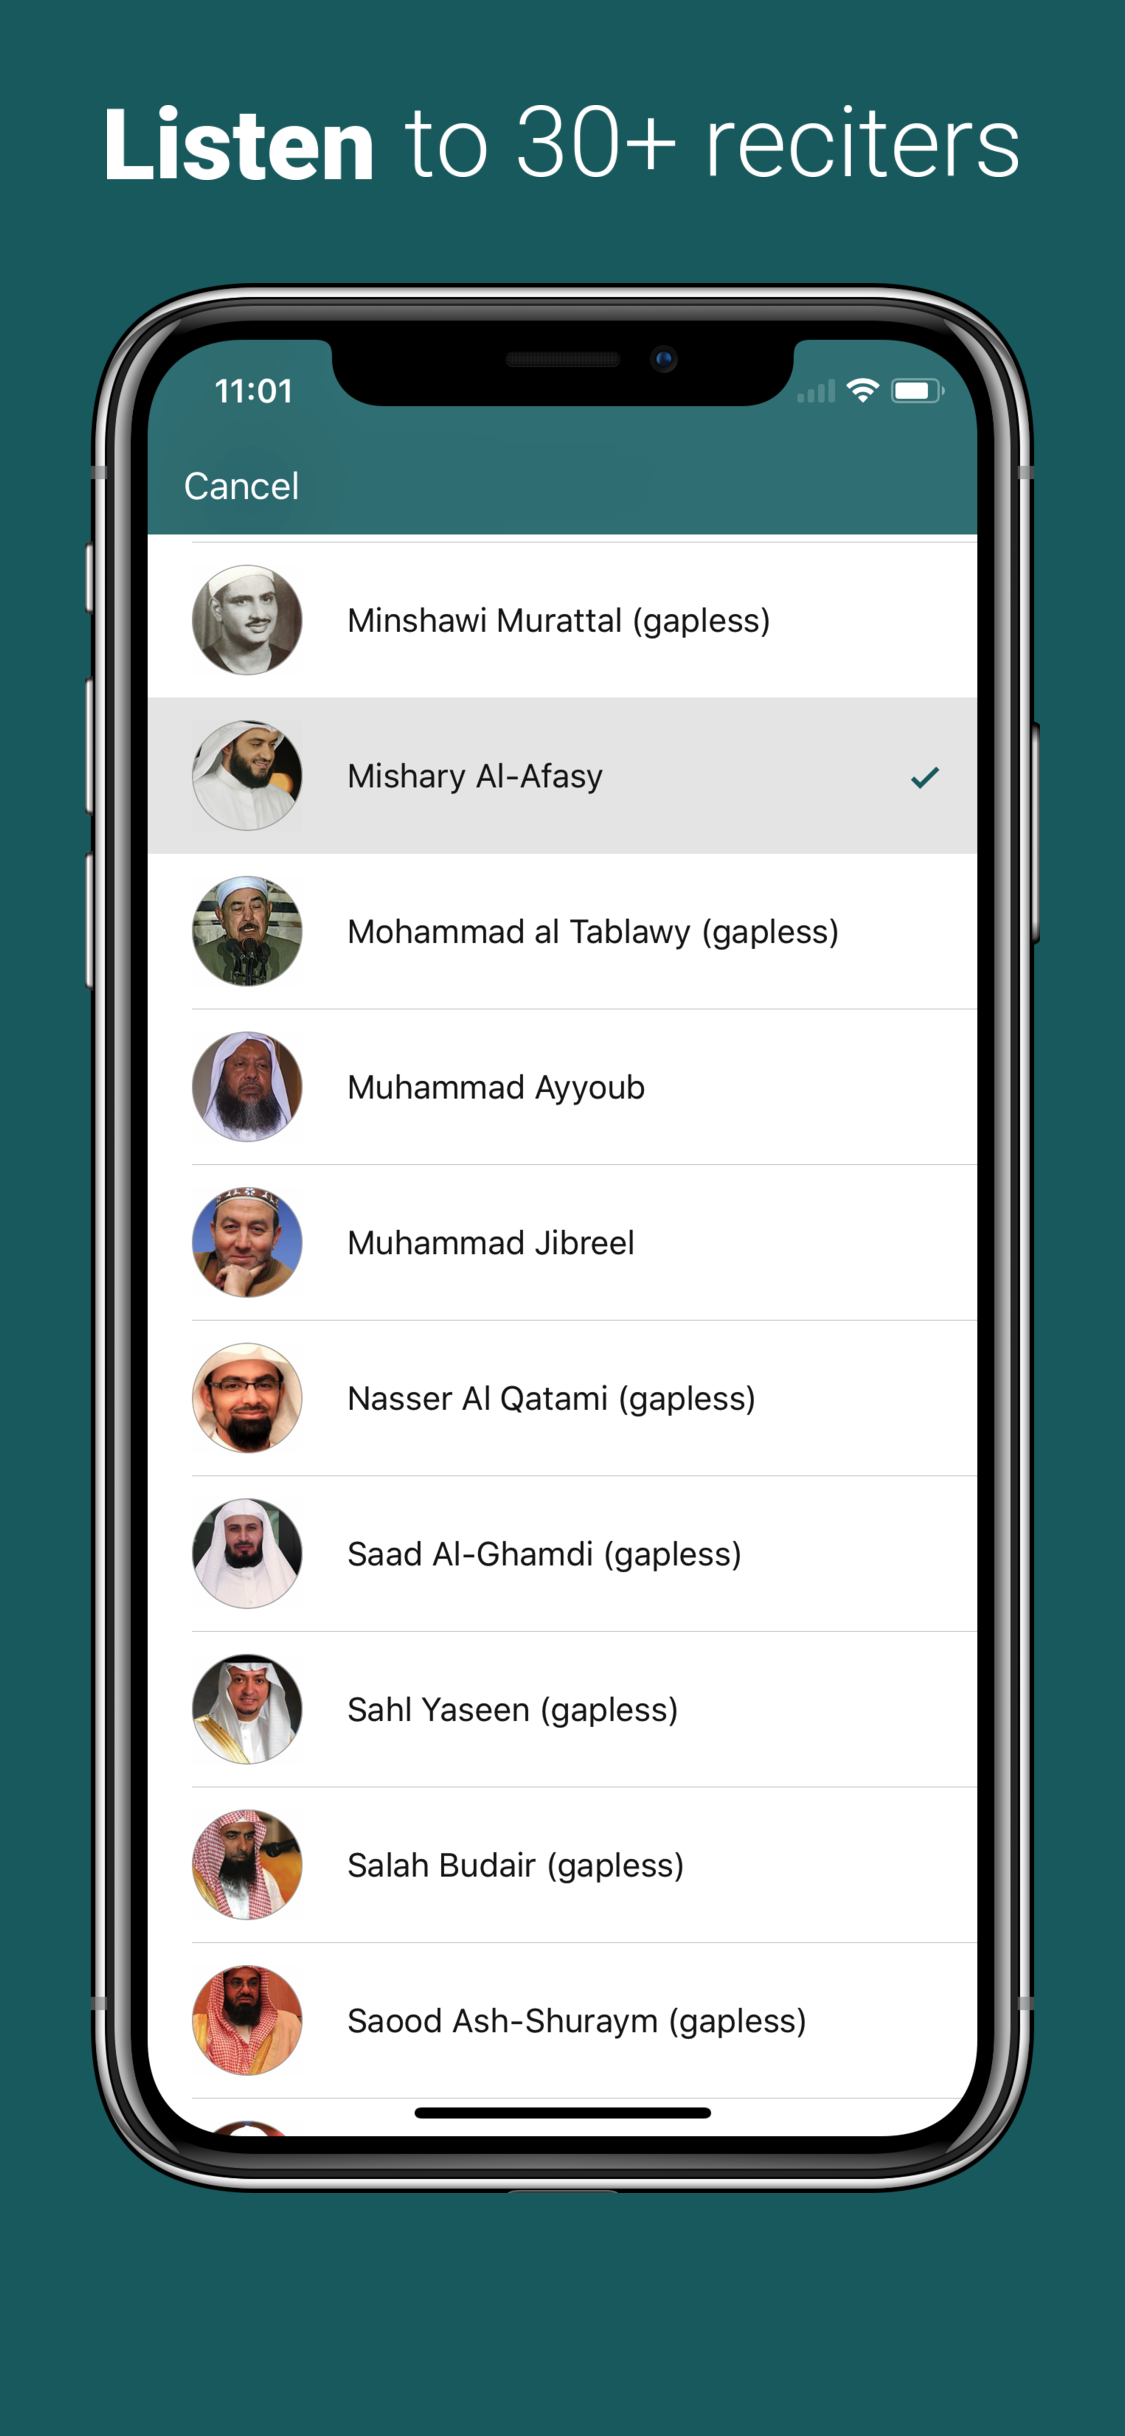 Listen to 30+ reciters
11:01
Cancel
Minshawi Murattal (gapless)
Mishary Al-Afasy
Mohammad al Tablawy (gapless)
Muhammad Ayyoub
Muhammad Jibreel
Nasser Al Qatami (gapless)
Saad Al-Ghamdi (gapless)
Sahl Yaseen (gapless)
Salah Budair (gapless)
Saood Ash-Shuraym (gapless)